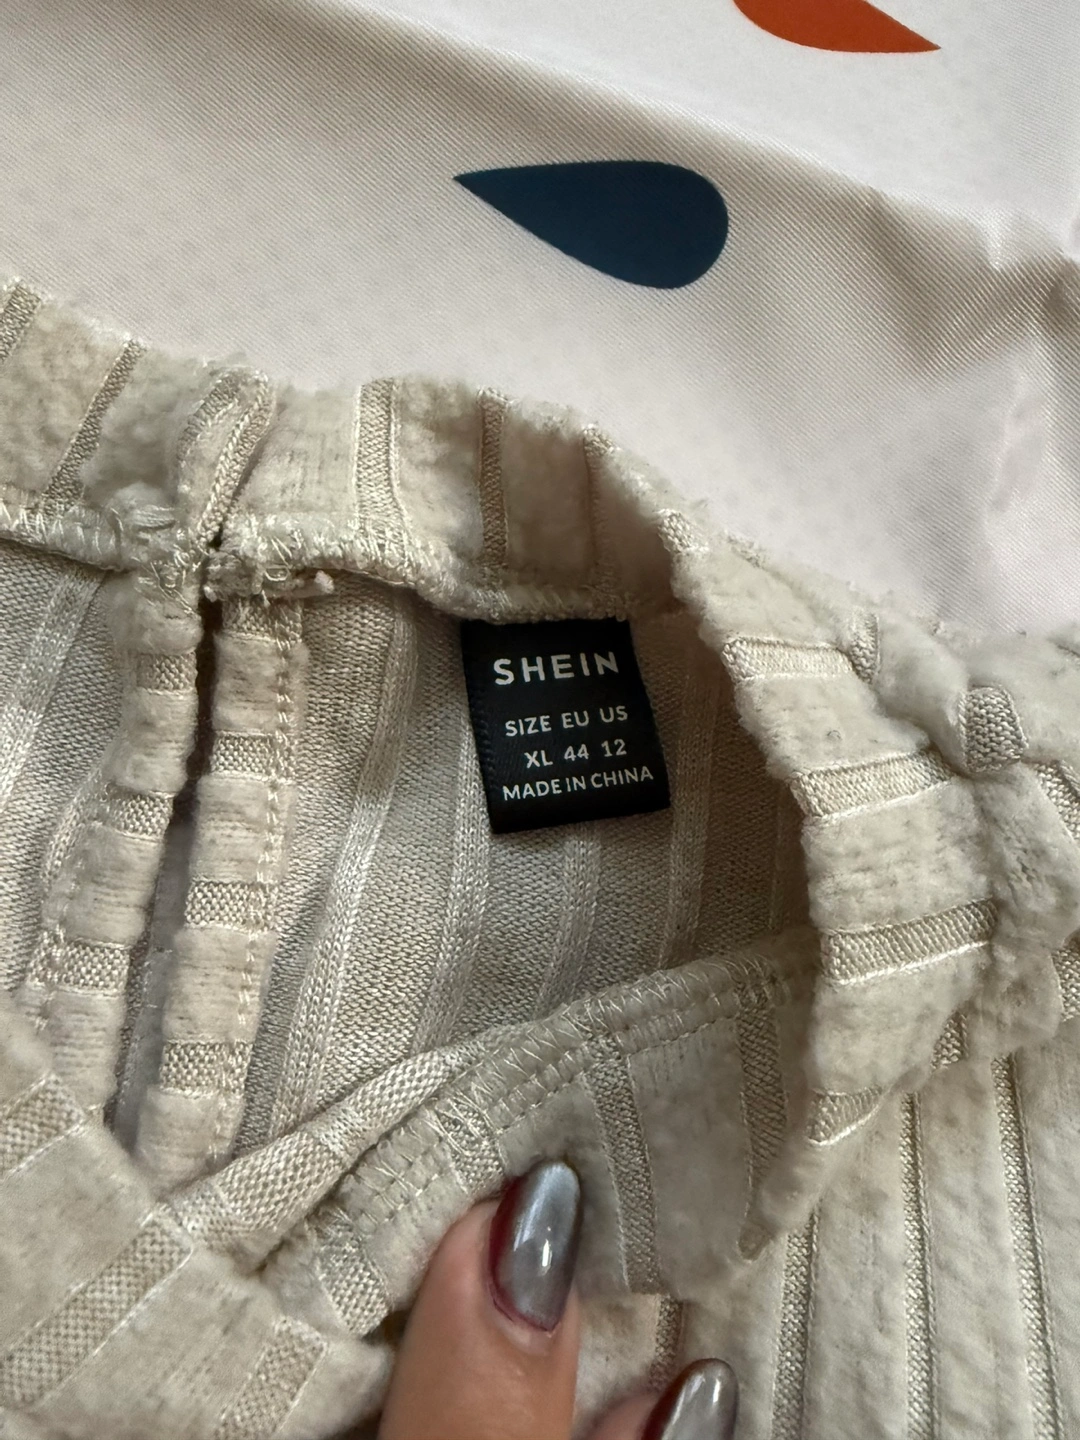 SHEIN
SIZE EU US
XL 44 12
MADE IN CHINA